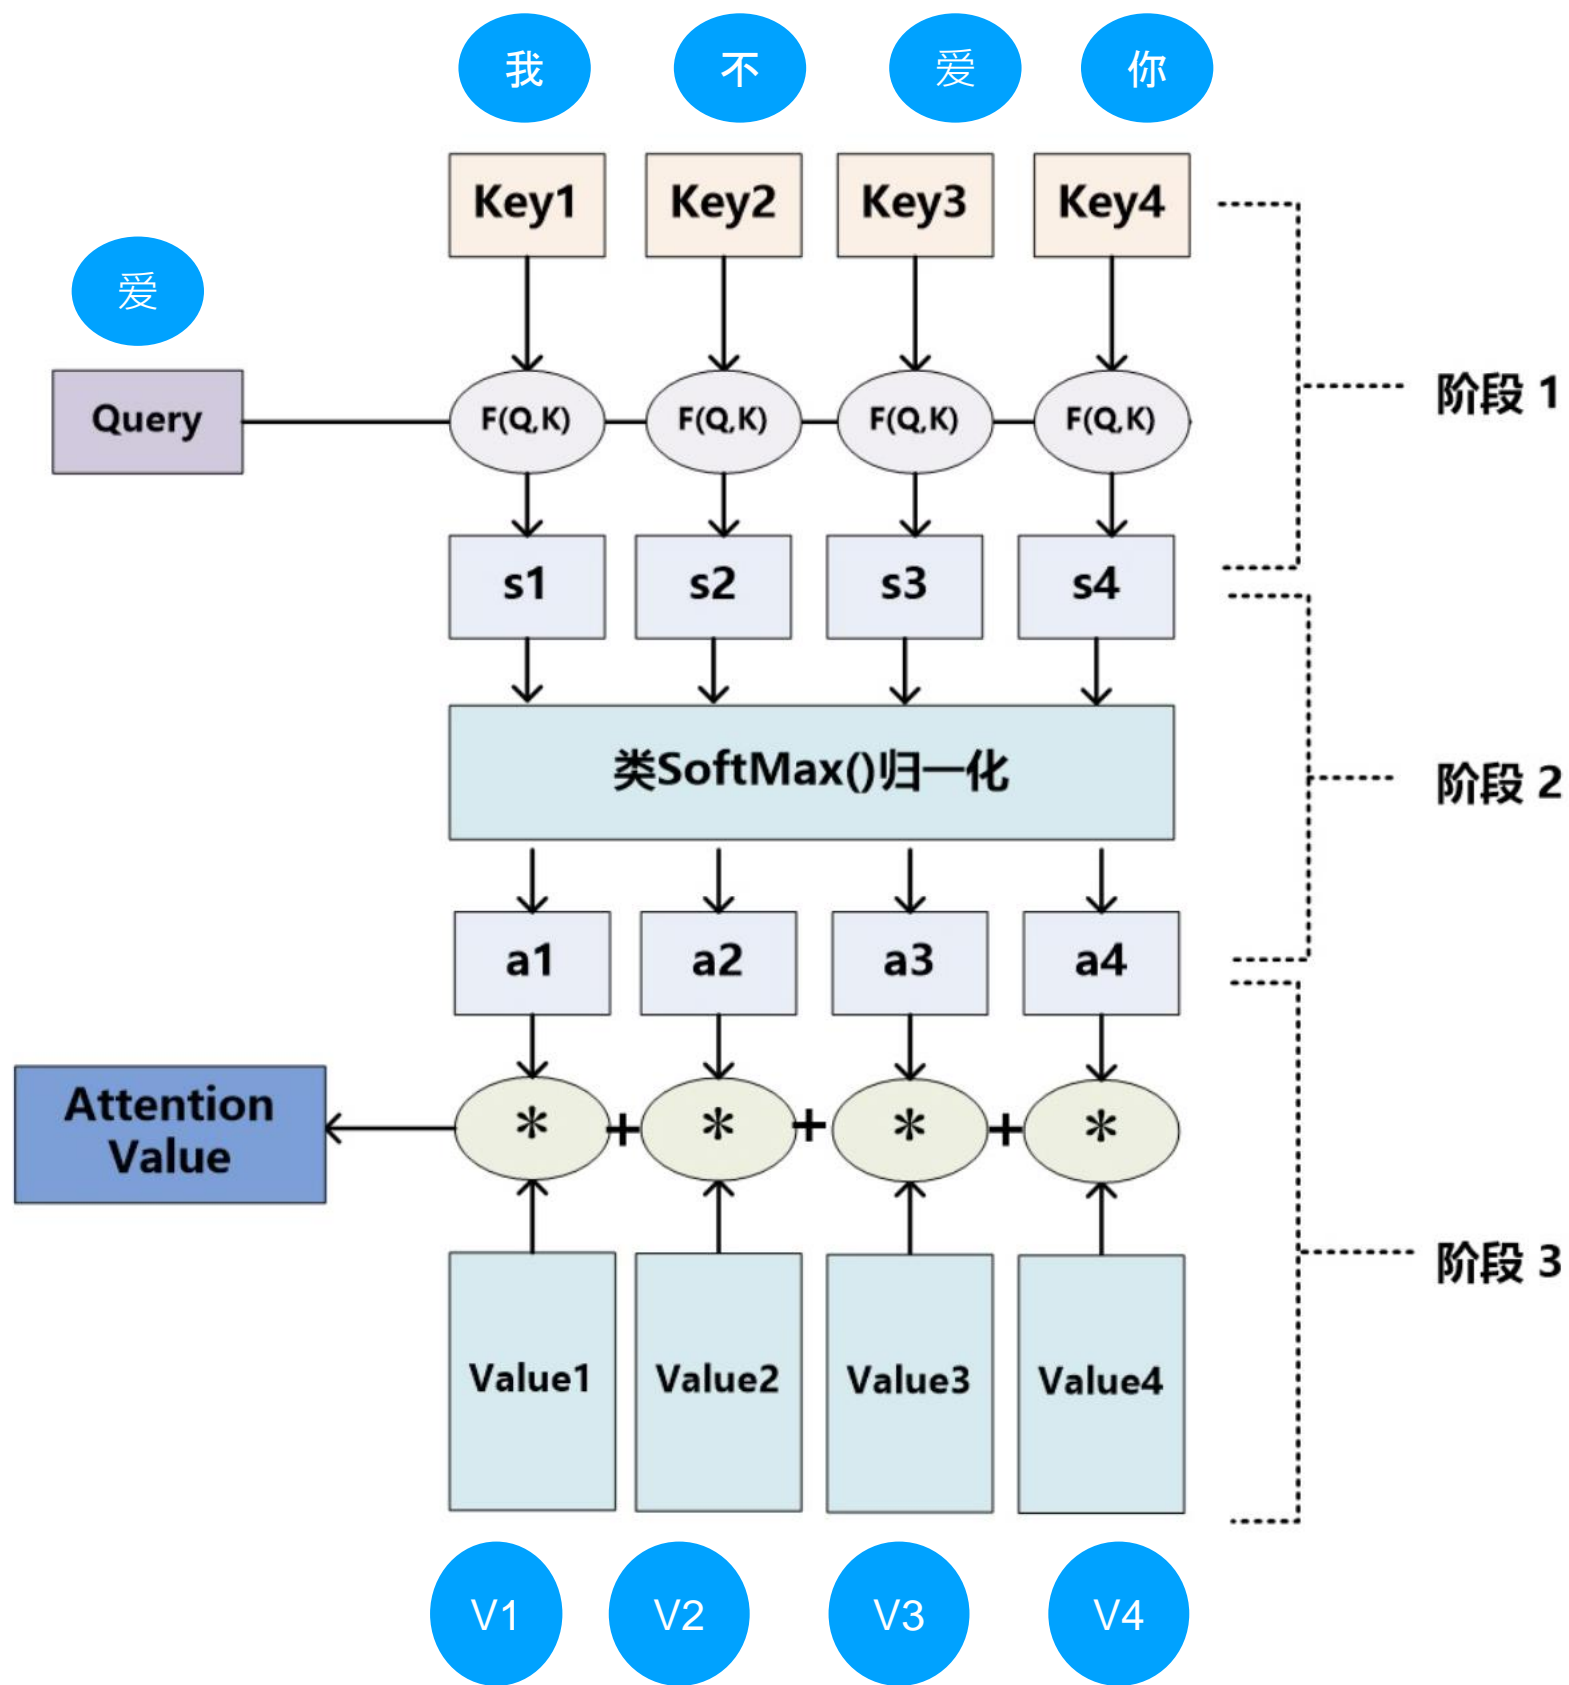 我 不 爱 你
Key1 Key2 Key3 Key4
爱
阶段 1
Query F(Q,K) F(Q,K) F(Q,K) F(Q,K)
s1 s2 s3 s4
类SoftMax()归一化
阶段 2
a1 a2 a3 a4
Attention
Value
* + * + * + *
阶段 3
Value1 Value2 Value3 Value4
V1 V2 V3 V4